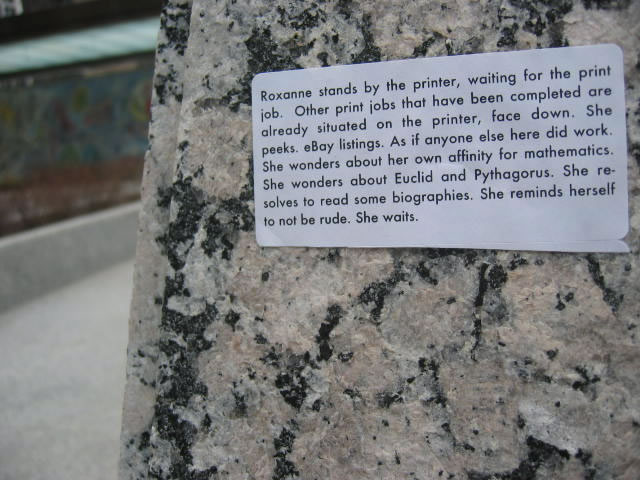 Roxanne stands by the printer, waiting for the print
job. Other print jobs that have been completed are
already situated on the printer, face down. She
peeks. eBay listings. As if anyone else here did work.
She wonders about her own affinity for mathematics.
She wonders about Euclid and Pythagorus. She re-
solves to read some biographies. She reminds herself
to not be rude. She waits.